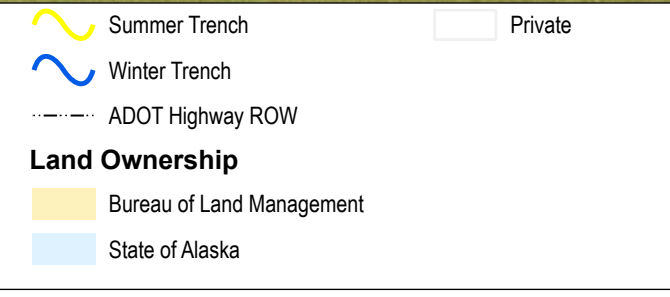 Summer Trench
Winter Trench
ADOT Highway ROW
Land Ownership
Bureau of Land Management
State of Alaska
Private